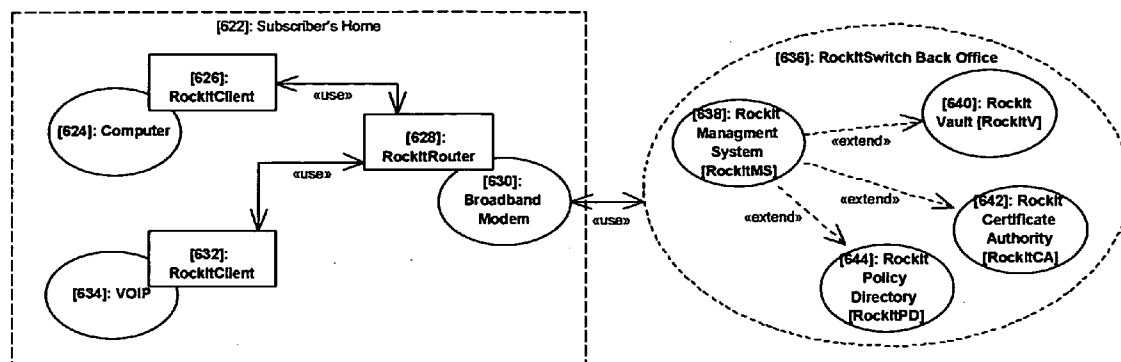 [622]: Subscriber's Home
[626]:
RockItClient
«use»
[624]: Computer
[628]:
RockItRouter
«use»
[630]:
Broadband
Modem
«use»
[632]:
RockItClient
[634]: VOIP
[636]: RockItSwitch Back Office
[638]: RockIt
Managment
System
[RockItMS]
[640]: RockIt
Vault [RockItV]
«extend»
«extend»
«extend»
[642]: RockIt
Certificate
Authority
[RockItCA]
[644]: RockIt
Policy
Directory
[RockItPD]